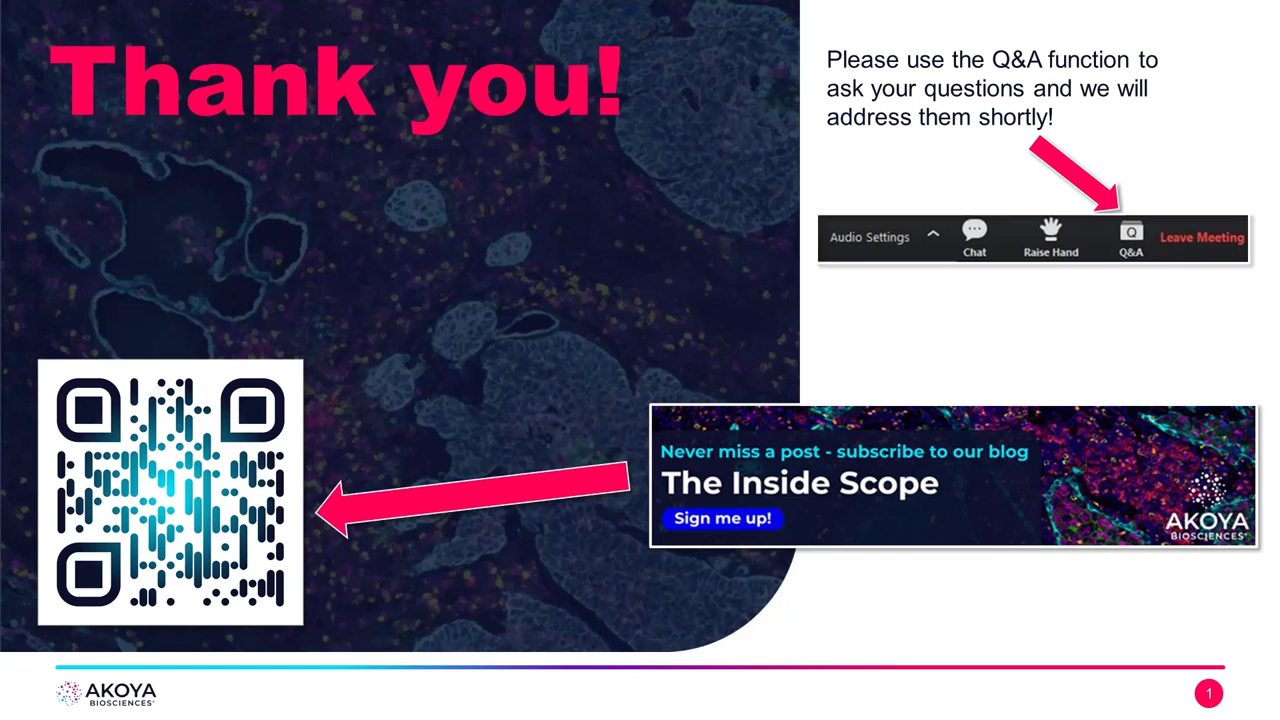 Thank you!
Please use the Q&A function to
ask your questions and we will
address them shortly!
Audio Settings
Chat
Raise Hand
Q
Q&A
Leave Meeting
Never miss a post - subscribe to our blog
The Inside Scope
Sign me up!
AKOYA
BIOSCIENCES®
AKOYA
BIOSCIENCES®
1